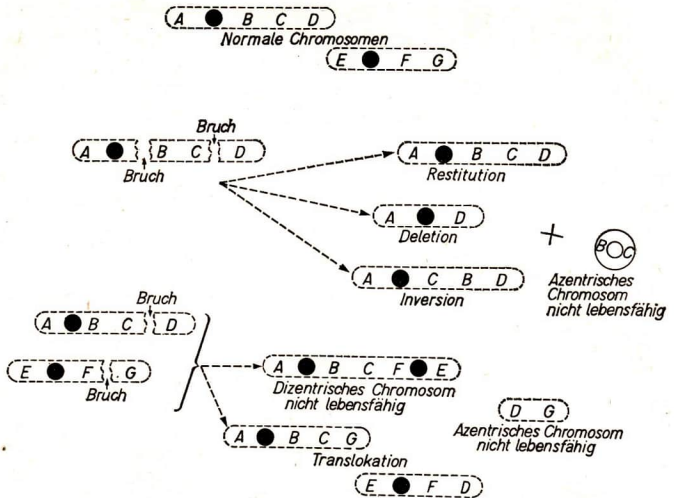 A B C D
Normale Chromosomen
E F G
Bruch
A B C D
Bruch
A B C D
Restitution
A D
Deletion
+
B C
A C B D
Inversion
Azentrisches
Chromosom
nicht lebensfähig
Bruch
A B C D
E F G
Bruch
A B C F E
Dizentrisches Chromosom
nicht lebensfähig
D G
Azentrisches Chromosom
nicht lebensfähig
A B C G
Translokation
E F D